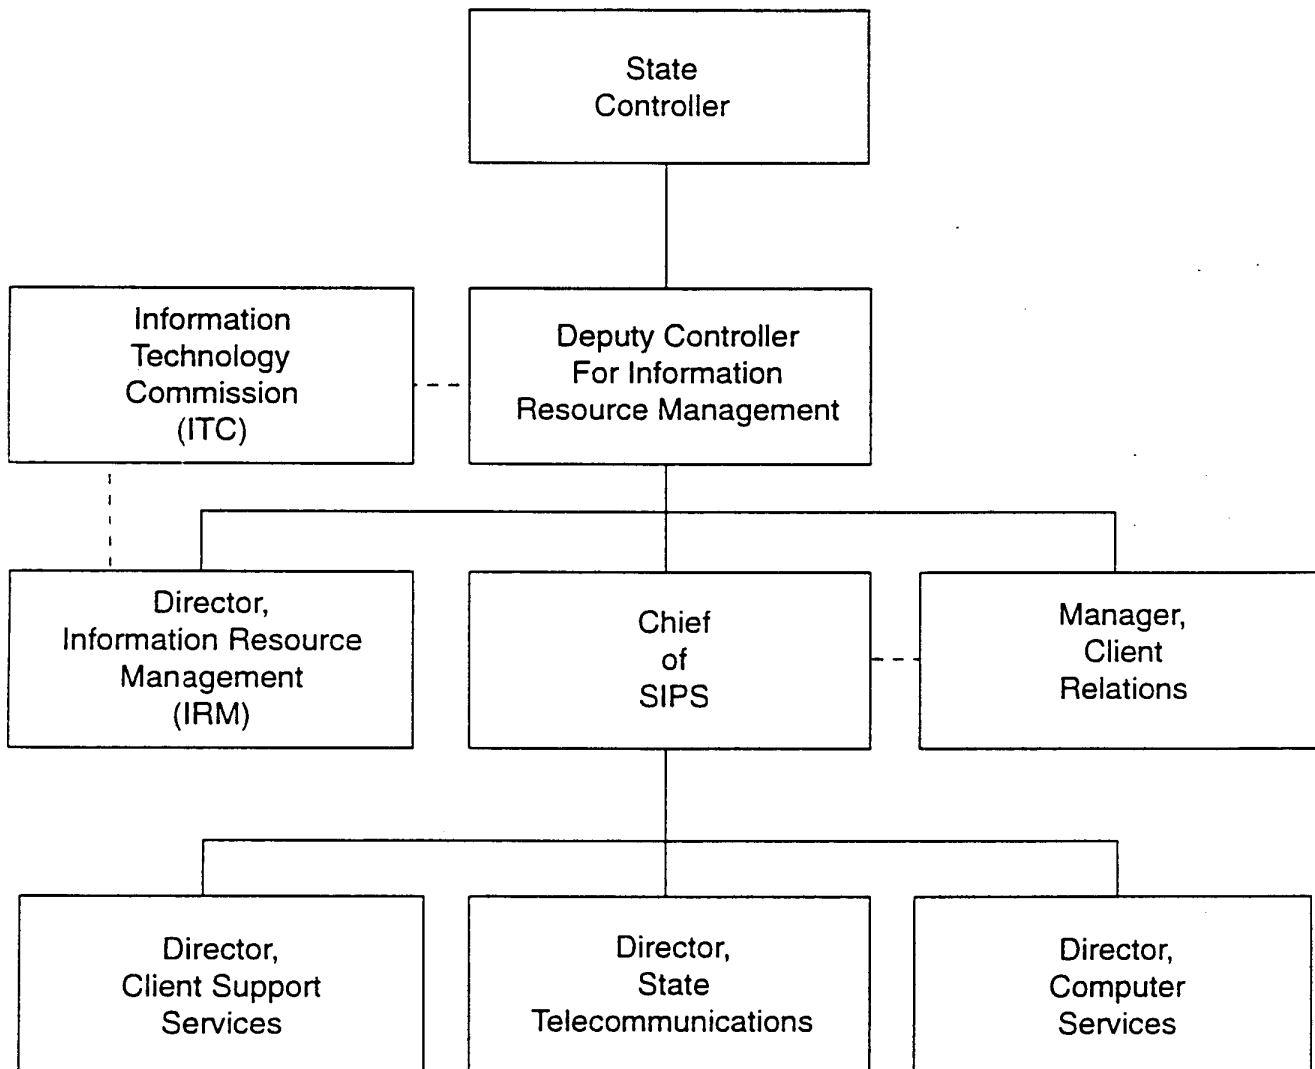 State
Controller
Information
Technology
Commission
(ITC)
Deputy Controller
For Information
Resource Management
Director,
Information Resource
Management
(IRM)
Chief
of
SIPS
Manager,
Client
Relations
Director,
Client Support
Services
Director,
State
Telecommunications
Director,
Computer
Services